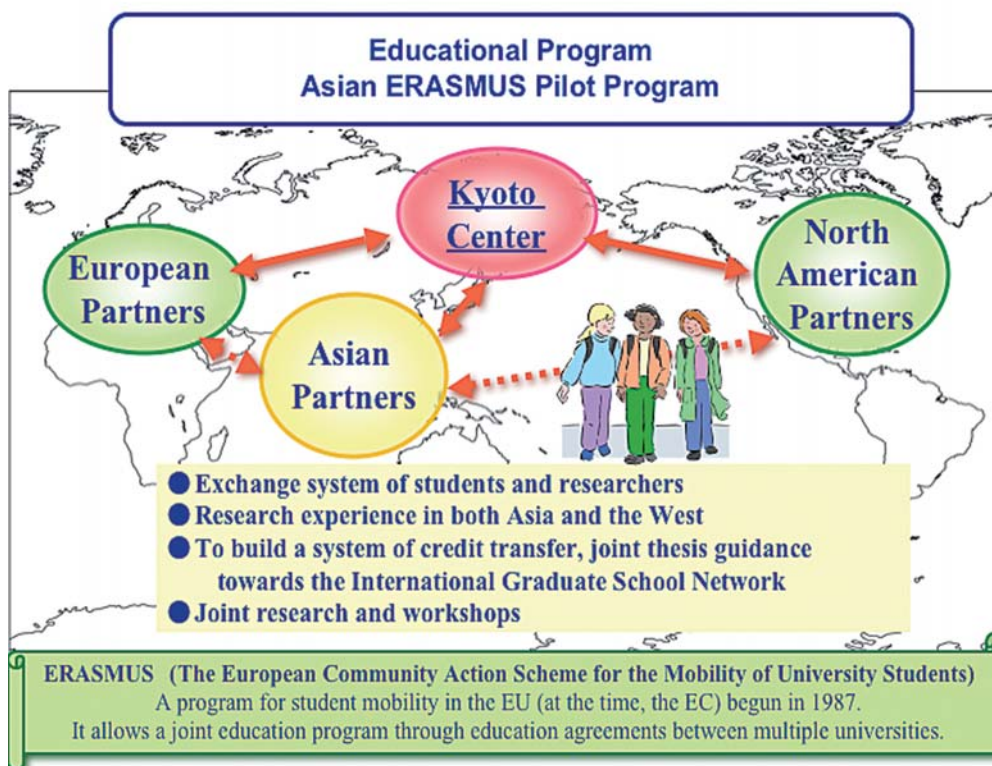 Educational Program
Asian ERASMUS Pilot Program
Kyoto
Center
European
Partners
North
American
Partners
Asian
Partners
● Exchange system of students and researchers
● Research experience in both Asia and the West
● To build a system of credit transfer, joint thesis guidance
towards the International Graduate School Network
● Joint research and workshops
ERASMUS (The European Community Action Scheme for the Mobility of University Students)
A program for student mobility in the EU (at the time, the EC) begun in 1987.
It allows a joint education program through education agreements between multiple universities.